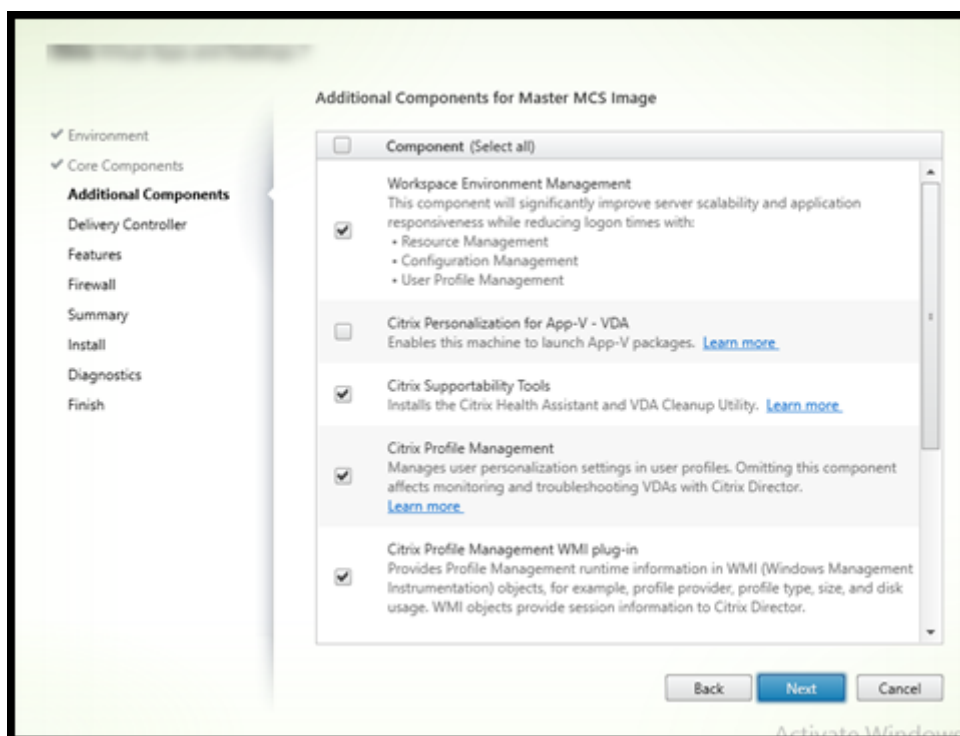 Additional Components for Master MCS Image
Environment
Core Components
Additional Components
Delivery Controller
Features
Firewall
Summary
Install
Diagnostics
Finish
Component (Select all)
Workspace Environment Management
This component will significantly improve server scalability and application
responsiveness while reducing logon times with:
• Resource Management
• Configuration Management
• User Profile Management
Citrix Personalization for App-V - VDA
Enables this machine to launch App-V packages. Learn more
Citrix Supportability Tools
Installs the Citrix Health Assistant and VDA Cleanup Utility. Learn more
Citrix Profile Management
Manages user personalization settings in user profiles. Omitting this component
affects monitoring and troubleshooting VDAs with Citrix Director.
Learn more
Citrix Profile Management WMI plug-in
Provides Profile Management runtime information in WMI (Windows Management
Instrumentation) objects, for example, profile provider, profile type, size, and disk
usage. WMI objects provide session information to Citrix Director.
Back
Next
Cancel
Activate Windows